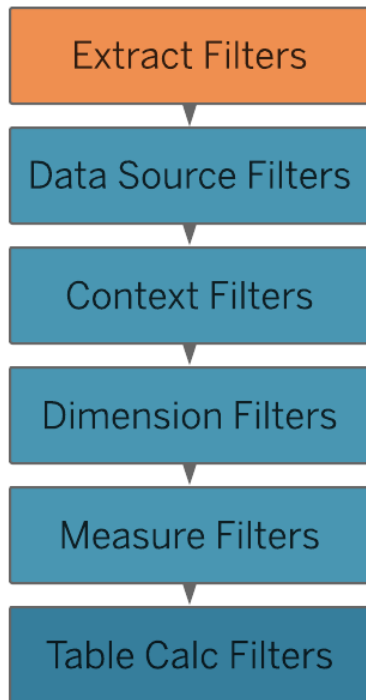 Extract Filters
Data Source Filters
Context Filters
Dimension Filters
Measure Filters
Table Calc Filters